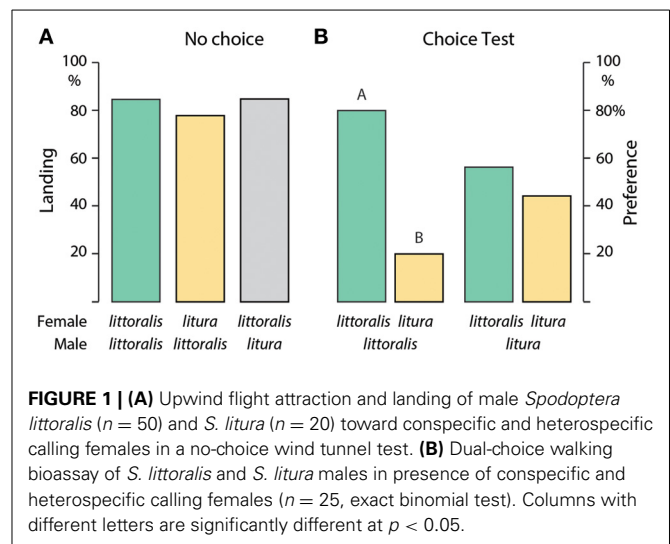 A No choice B Choice Test
100 100
% %
A
80 80%
60 60
40 40
B
20 20
Landing
Preference
Female littoralis litura littoralis littoralis litura littoralis litura
Male littoralis littoralis litura littoralis litura
FIGURE 1 | (A) Upwind flight attraction and landing of male Spodoptera
littoralis (n = 50) and S. litura (n = 20) toward conspecific and heterospecific
calling females in a no-choice wind tunnel test. (B) Dual-choice walking
bioassay of S. littoralis and S. litura males in presence of conspecific and
heterospecific calling females (n = 25, exact binomial test). Columns with
different letters are significantly different at p < 0.05.